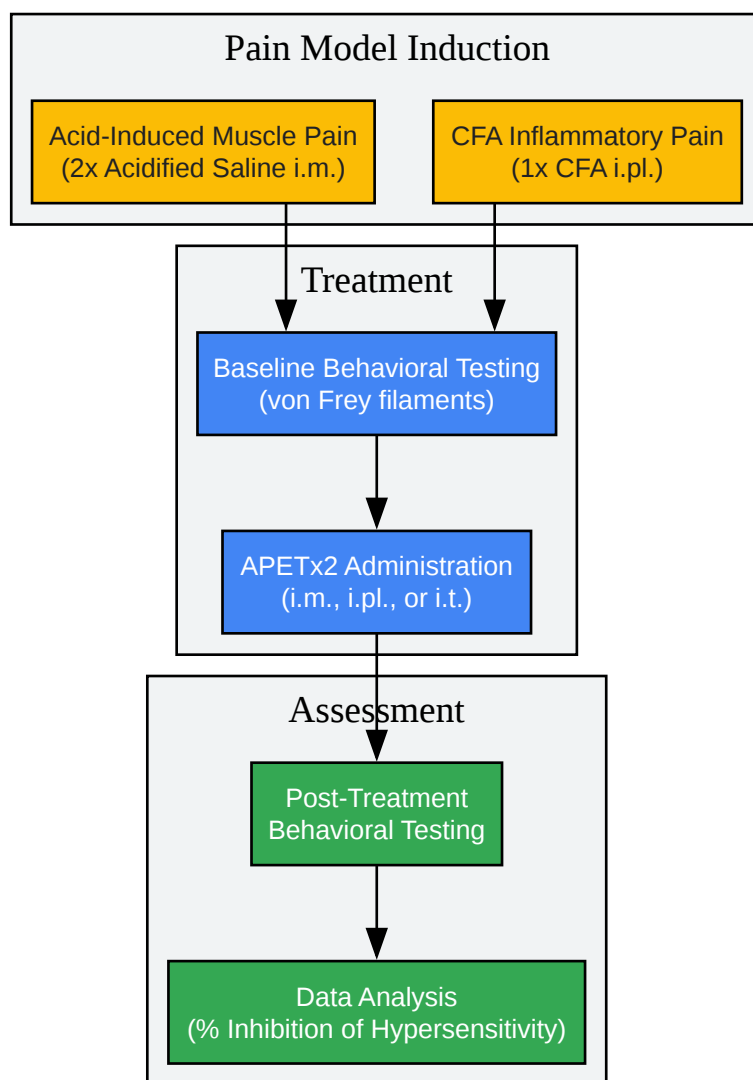 Pain Model Induction
Acid-Induced Muscle Pain
(2x Acidified Saline i.m.)
CFA Inflammatory Pain
(1x CFA i.pl.)
Treatment
Baseline Behavioral Testing
(von Frey filaments)
APETx2 Administration
(i.m., i.pl., or i.t.)
Assessment
Post-Treatment
Behavioral Testing
Data Analysis
(% Inhibition of Hypersensitivity)